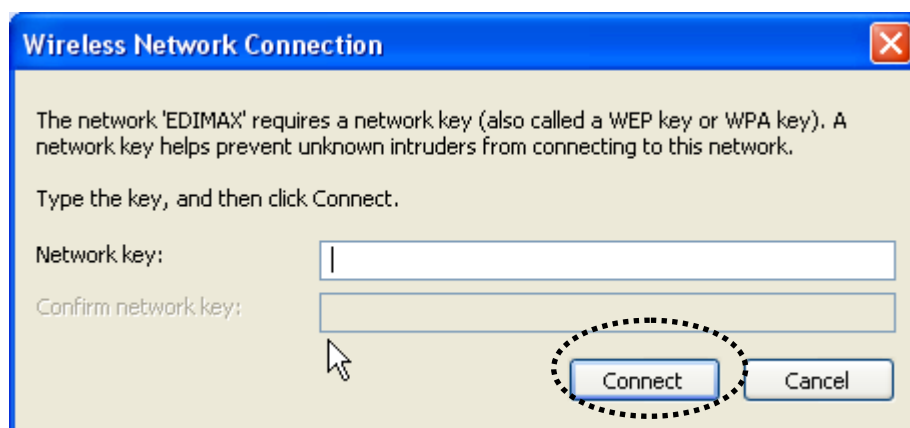 Wireless Network Connection
The network 'EDIMAX' requires a network key (also called a WEP key or WPA key). A
network key helps prevent unknown intruders from connecting to this network.
Type the key, and then click Connect.
Network key:
Confirm network key:
Connect Cancel